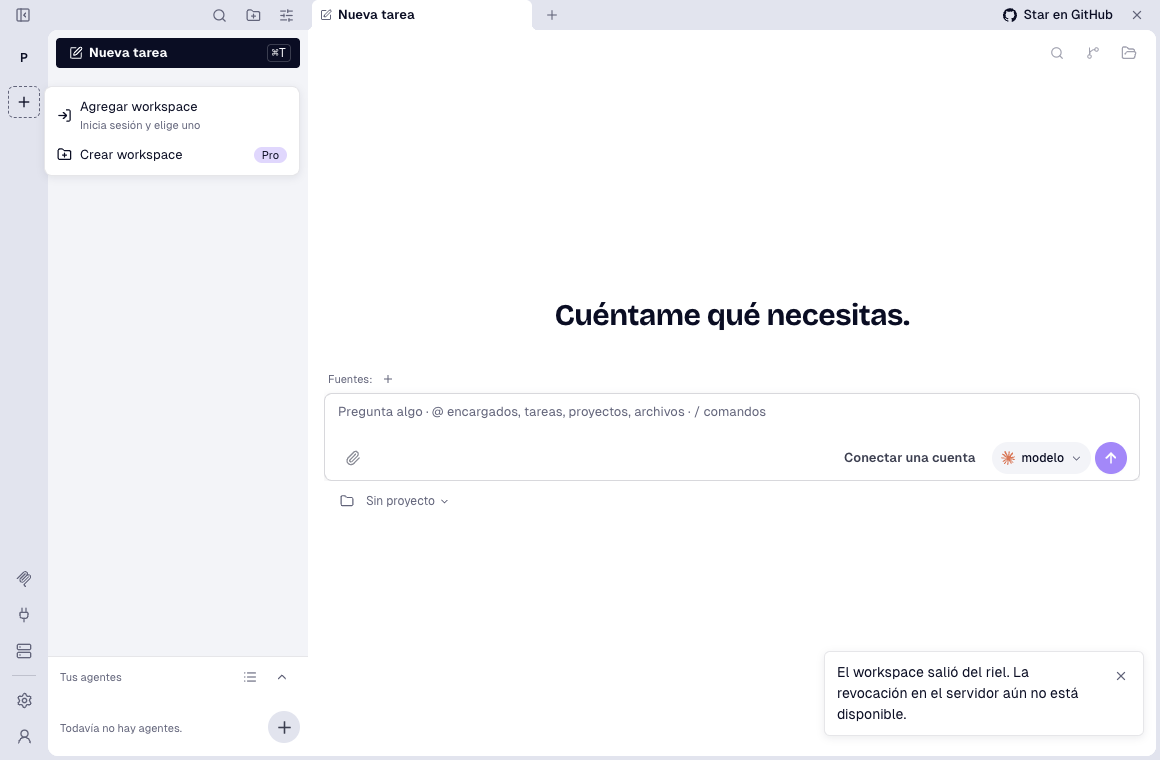 Nueva tarea
Star en GitHub
P
Nueva tarea
⌘T
Agregar workspace
Inicia sesión y elige uno
Crear workspace
Pro
Cuéntame qué necesitas.
Fuentes:
Pregunta algo · @ encargados, tareas, proyectos, archivos · / comandos
Conectar una cuenta
modelo
Sin proyecto
Tus agentes
Todavía no hay agentes.
El workspace salió del riel. La
revocación en el servidor aún no está
disponible.